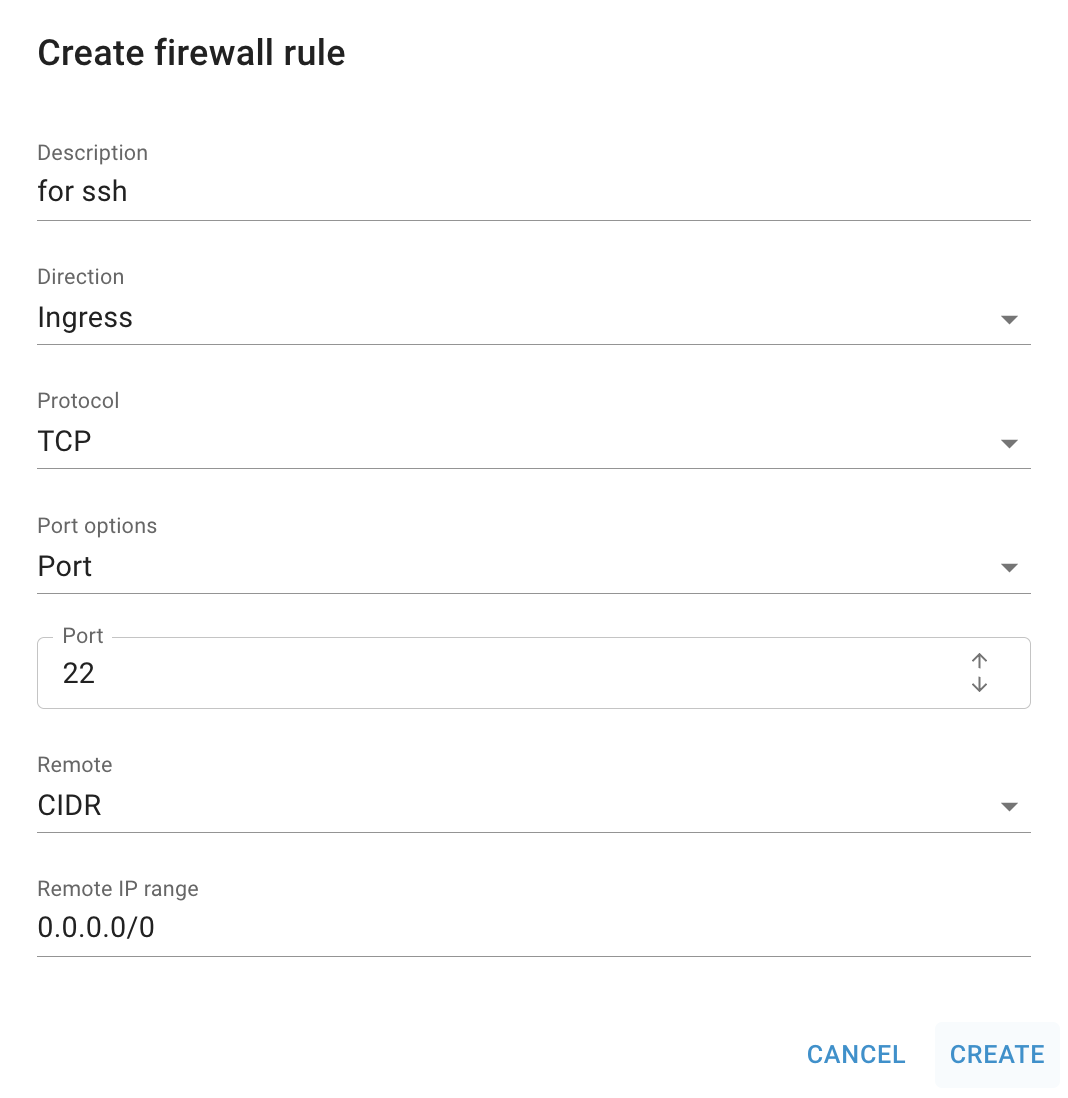 Create firewall rule
Description
for ssh
Direction
Ingress
Protocol
TCP
Port options
Port
Port
22
Remote
CIDR
Remote IP range
0.0.0.0/0
CANCEL CREATE